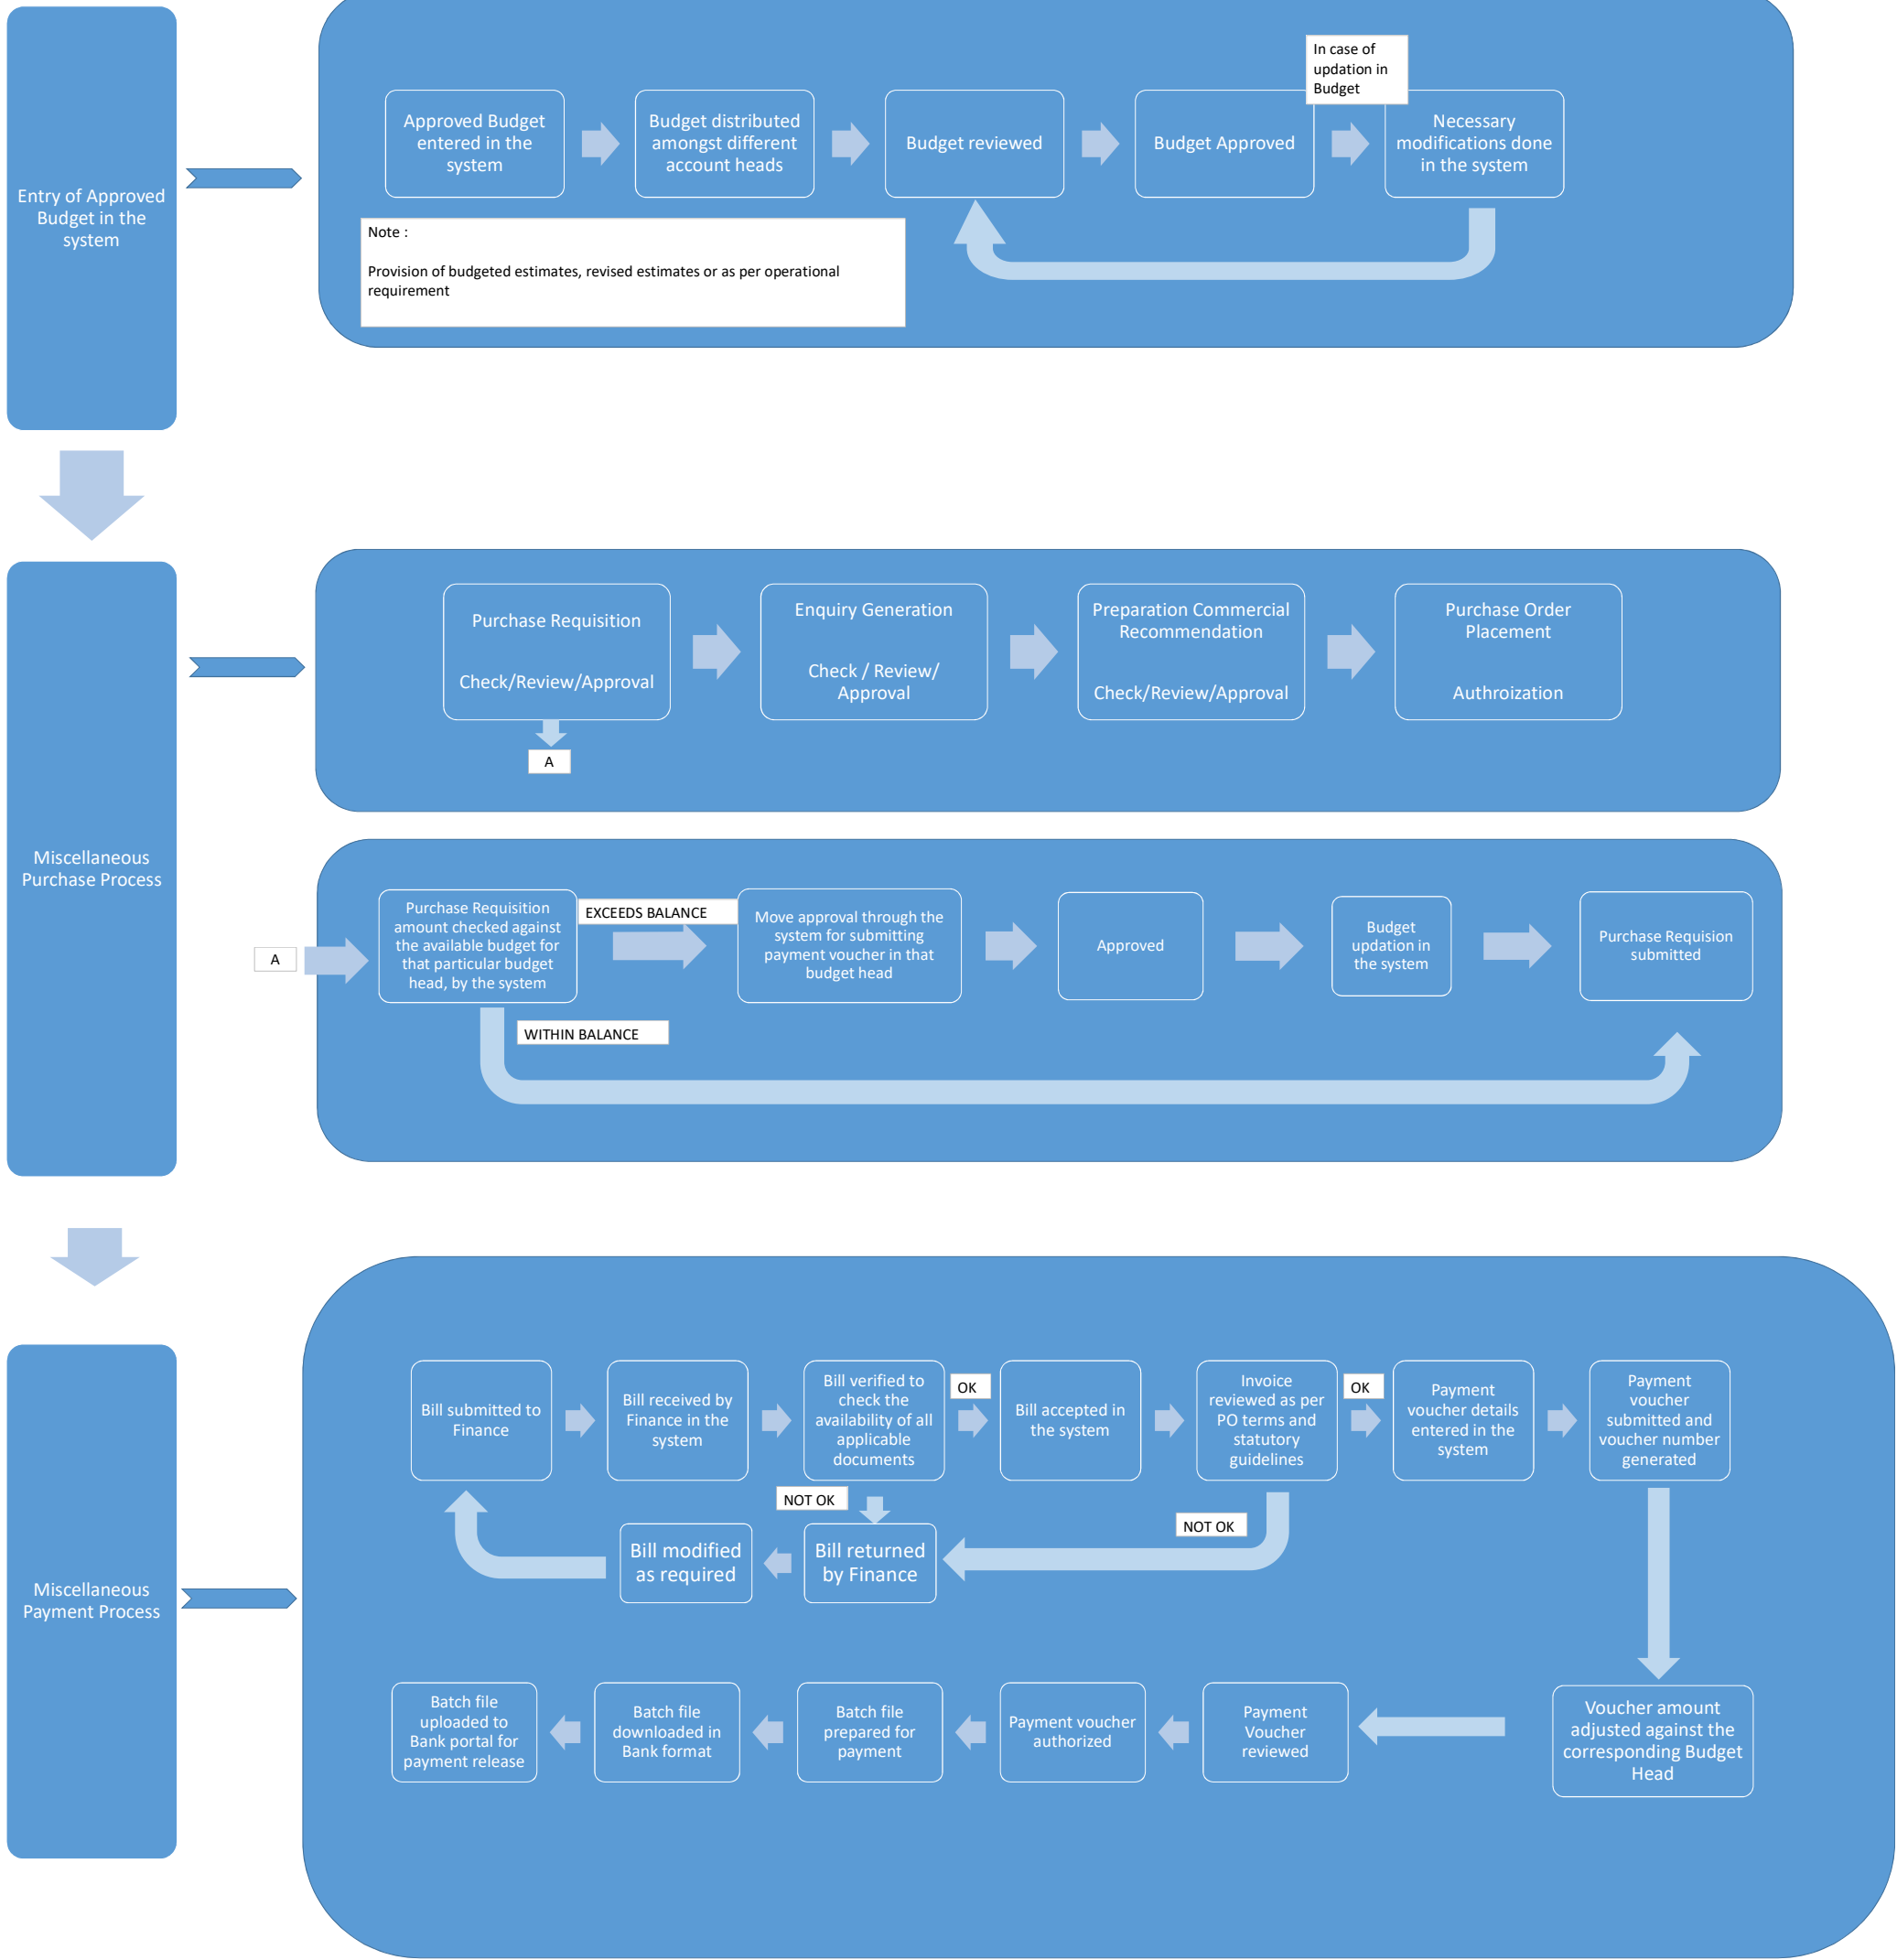 Entry of Approved
Budget in the
system
Approved Budget
entered in the
system
Budget distributed
amongst different
account heads
Budget reviewed
Budget Approved
In case of
updation in
Budget
Necessary
modifications done
in the system
Note :
Provision of budgeted estimates, revised estimates or as per operational
requirement
Miscellaneous
Purchase Process
Purchase Requisition
Check/Review/Approval
Enquiry Generation
Check / Review/
Approval
Preparation Commercial
Recommendation
Check/Review/Approval
Purchase Order
Placement
Authroization
A
A
Purchase Requisition
amount checked against
the available budget for
that particular budget
head, by the system
EXCEEDS BALANCE
Move approval through the
system for submitting
payment voucher in that
budget head
Approved
Budget
updation in
the system
Purchase Requision
submitted
WITHIN BALANCE
Miscellaneous
Payment Process
Bill submitted to
Finance
Bill received by
Finance in the
system
Bill verified to
check the
availability of all
applicable
documents
OK
Bill accepted in
the system
Invoice
reviewed as per
PO terms and
statutory
guidelines
OK
Payment
voucher details
entered in the
system
Payment
voucher
submitted and
voucher number
generated
NOT OK
NOT OK
Bill modified
as required
Bill returned
by Finance
Batch file
uploaded to
Bank portal for
payment release
Batch file
downloaded in
Bank format
Batch file
prepared for
payment
Payment voucher
authorized
Payment
Voucher
reviewed
Voucher amount
adjusted against the
corresponding Budget
Head